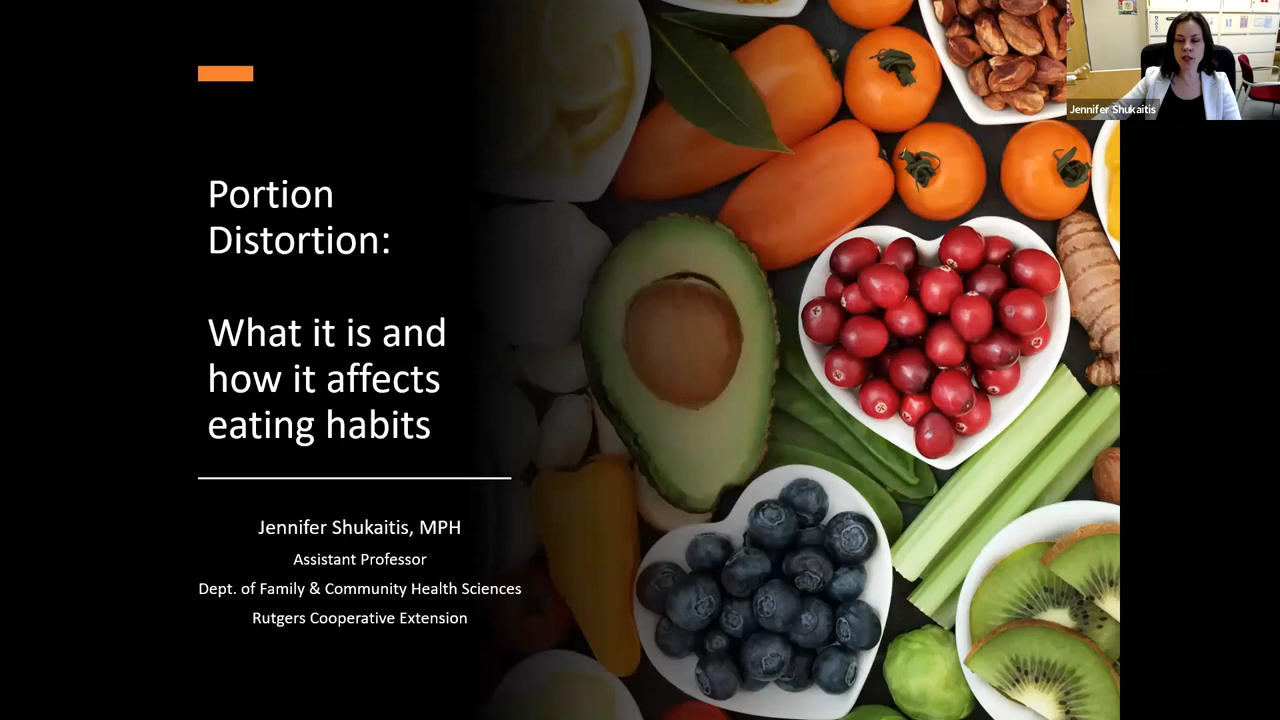 Portion
Distortion:
What it is and
how it affects
eating habits
Jennifer Shukaitis, MPH
Assistant Professor
Dept. of Family & Community Health Sciences
Rutgers Cooperative Extension
Jennifer Shukaitis